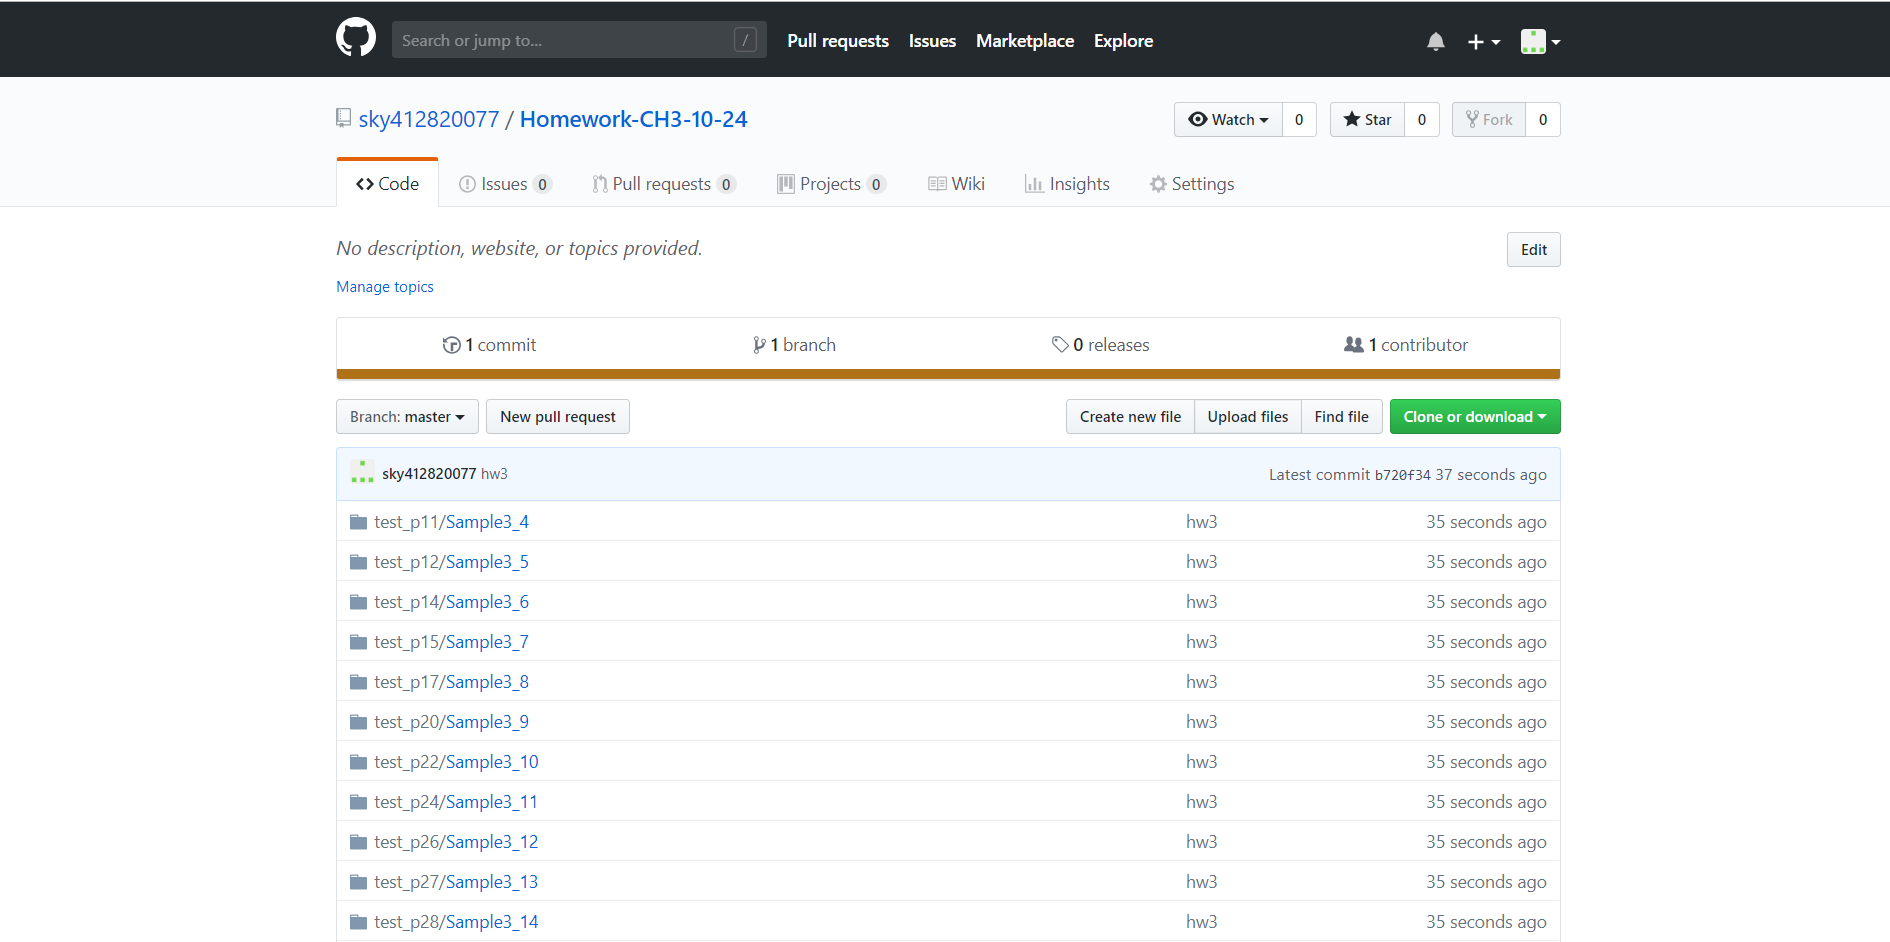 Search or jump to... / Pull requests Issues Marketplace Explore
sky412820077 / Homework-CH3-10-24 Watch 0 Star 0 Fork 0
Code Issues 0 Pull requests 0 Projects 0 Wiki Insights Settings
No description, website, or topics provided. Edit
Manage topics
1 commit 1 branch 0 releases 1 contributor
Branch: master New pull request Create new file Upload files Find file Clone or download
sky412820077 hw3 Latest commit b720f34 37 seconds ago
test_p11/Sample3_4 hw3 35 seconds ago
test_p12/Sample3_5 hw3 35 seconds ago
test_p14/Sample3_6 hw3 35 seconds ago
test_p15/Sample3_7 hw3 35 seconds ago
test_p17/Sample3_8 hw3 35 seconds ago
test_p20/Sample3_9 hw3 35 seconds ago
test_p22/Sample3_10 hw3 35 seconds ago
test_p24/Sample3_11 hw3 35 seconds ago
test_p26/Sample3_12 hw3 35 seconds ago
test_p27/Sample3_13 hw3 35 seconds ago
test_p28/Sample3_14 hw3 35 seconds ago